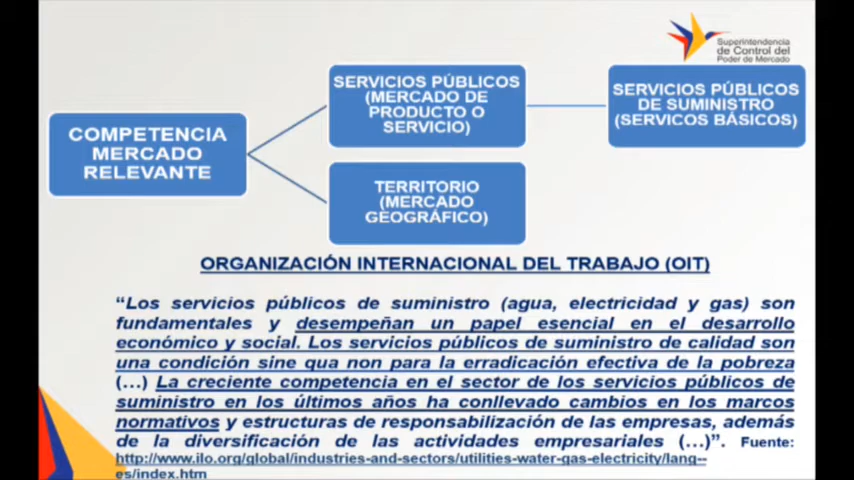 Superintendencia
de Control del
Poder de Mercado
SERVICIOS PÚBLICOS
(MERCADO DE
PRODUCTO O
SERVICIO)
SERVICIOS PÚBLICOS
DE SUMINISTRO
(SERVICOS BÁSICOS)
COMPETENCIA
MERCADO
RELEVANTE
TERRITORIO
(MERCADO
GEOGRÁFICO)
ORGANIZACIÓN INTERNACIONAL DEL TRABAJO (OIT)
“Los servicios públicos de suministro (agua, electricidad y gas) son
fundamentales y desempeñan un papel esencial en el desarrollo
económico y social. Los servicios públicos de suministro de calidad son
una condición sine qua non para la erradicación efectiva de la pobreza
(…) La creciente competencia en el sector de los servicios públicos de
suministro en los últimos años ha conllevado cambios en los marcos
normativos y estructuras de responsabilización de las empresas, además
de la diversificación de las actividades empresariales (…)”. Fuente:
http://www.ilo.org/global/industries-and-sectors/utilities-water-gas-electricity/lang--
es/index.htm